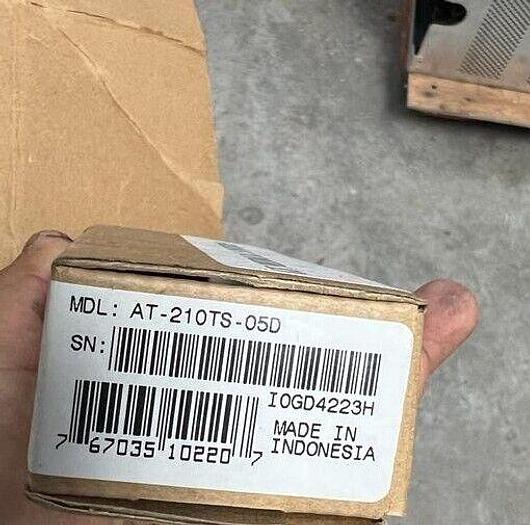 MDL: AT-210TS-05D
SN:
I0GD4223H
MADE IN
INDONESIA
7 67035 10220 7